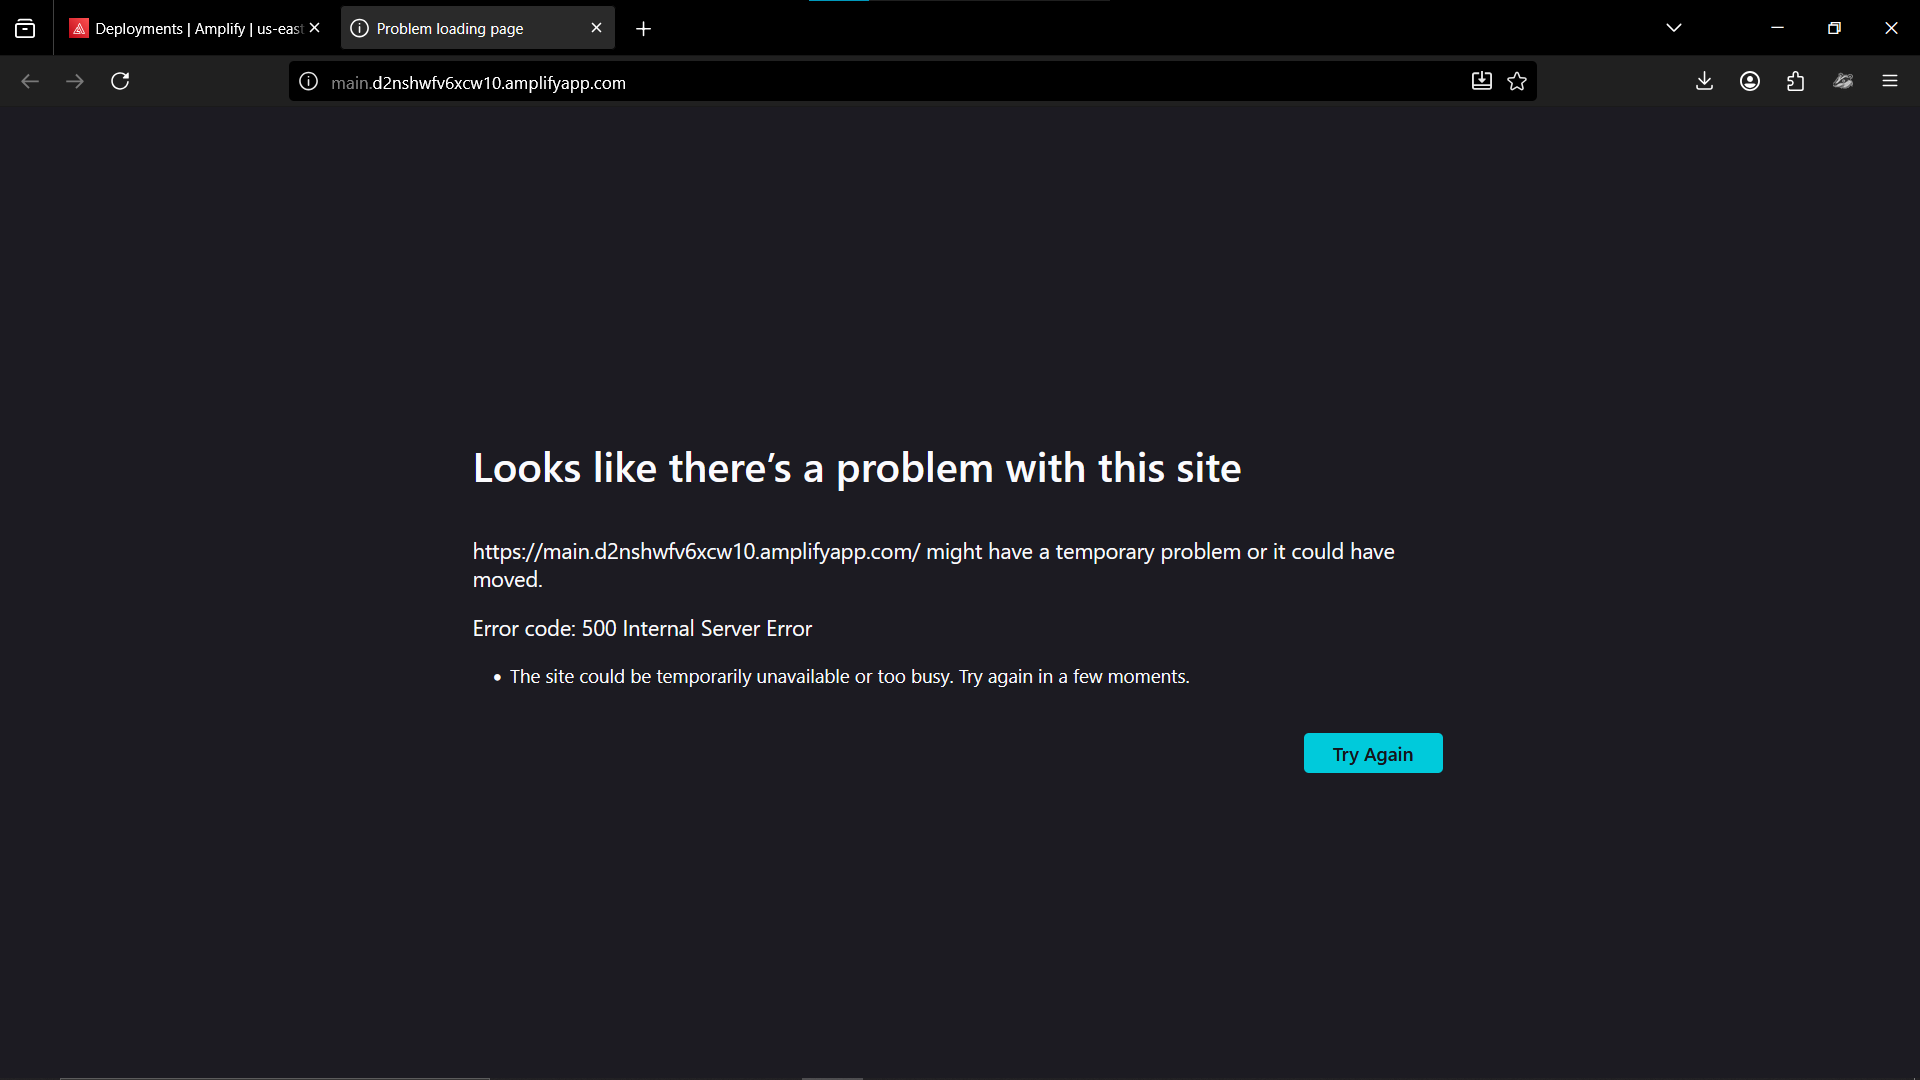 Deployments | Amplify | us-east
Problem loading page
main.d2nshwfv6xcw10.amplifyapp.com
Looks like there’s a problem with this site
https://main.d2nshwfv6xcw10.amplifyapp.com/ might have a temporary problem or it could have
moved.
Error code: 500 Internal Server Error
• The site could be temporarily unavailable or too busy. Try again in a few moments.
Try Again